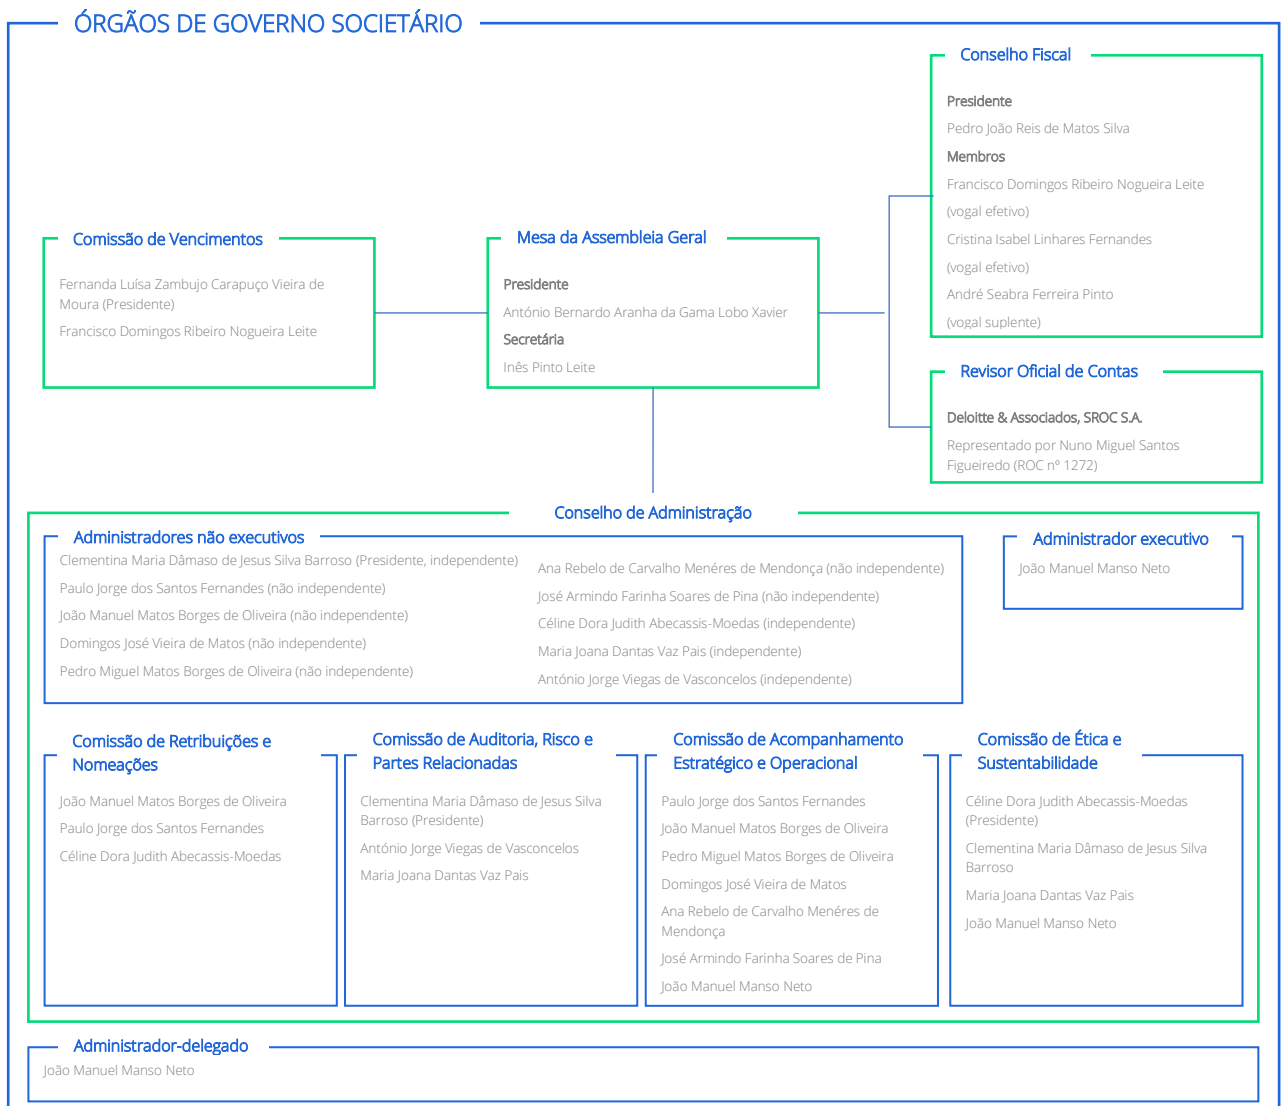 ÓRGÃOS DE GOVERNO SOCIETÁRIO
Conselho Fiscal
Presidente
Pedro João Reis de Matos Silva
Membros
Francisco Domingos Ribeiro Nogueira Leite
(vogal efetivo)
Cristina Isabel Linhares Fernandes
(vogal efetivo)
André Seabra Ferreira Pinto
(vogal suplente)
Comissão de Vencimentos
Fernanda Luísa Zambujo Carapuço Vieira de
Moura (Presidente)
Francisco Domingos Ribeiro Nogueira Leite
Mesa da Assembleia Geral
Presidente
António Bernardo Aranha da Gama Lobo Xavier
Secretária
Inês Pinto Leite
Revisor Oficial de Contas
Deloitte & Associados, SROC S.A.
Representado por Nuno Miguel Santos
Figueiredo (ROC nº 1272)
Conselho de Administração
Administradores não executivos
Clementina Maria Dâmaso de Jesus Silva Barroso (Presidente, independente)
Paulo Jorge dos Santos Fernandes (não independente)
João Manuel Matos Borges de Oliveira (não independente)
Domingos José Vieira de Matos (não independente)
Pedro Miguel Matos Borges de Oliveira (não independente)
Ana Rebelo de Carvalho Menéres de Mendonça (não independente)
José Armindo Farinha Soares de Pina (não independente)
Céline Dora Judith Abecassis-Moedas (independente)
Maria Joana Dantas Vaz Pais (independente)
António Jorge Viegas de Vasconcelos (independente)
Administrador executivo
João Manuel Manso Neto
Comissão de Retribuições e
Nomeações
João Manuel Matos Borges de Oliveira
Paulo Jorge dos Santos Fernandes
Céline Dora Judith Abecassis-Moedas
Comissão de Auditoria, Risco e
Partes Relacionadas
Clementina Maria Dâmaso de Jesus Silva
Barroso (Presidente)
António Jorge Viegas de Vasconcelos
Maria Joana Dantas Vaz Pais
Comissão de Acompanhamento
Estratégico e Operacional
Paulo Jorge dos Santos Fernandes
João Manuel Matos Borges de Oliveira
Pedro Miguel Matos Borges de Oliveira
Domingos José Vieira de Matos
Ana Rebelo de Carvalho Menéres de
Mendonça
José Armindo Farinha Soares de Pina
João Manuel Manso Neto
Comissão de Ética e
Sustentabilidade
Céline Dora Judith Abecassis-Moedas
(Presidente)
Clementina Maria Dâmaso de Jesus Silva
Barroso
Maria Joana Dantas Vaz Pais
João Manuel Manso Neto
Administrador-delegado
João Manuel Manso Neto